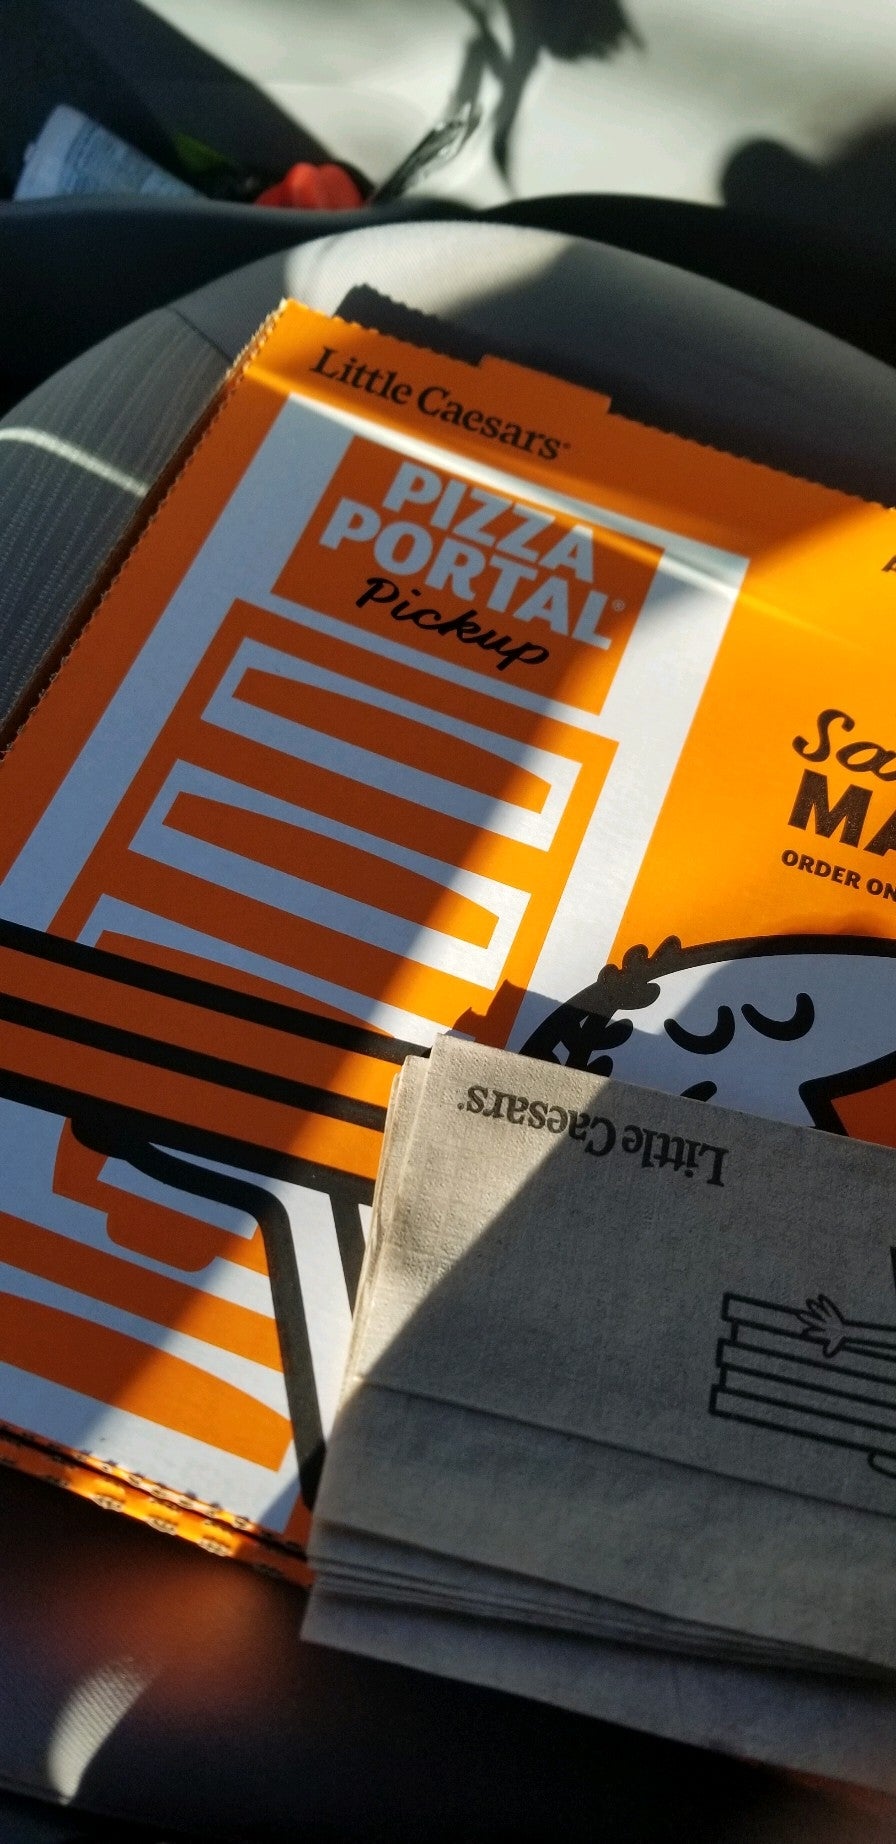 Little Caesars®
PIZZA
PORTAL®
Pickup
MA
ORDER ON
Little Caesars®